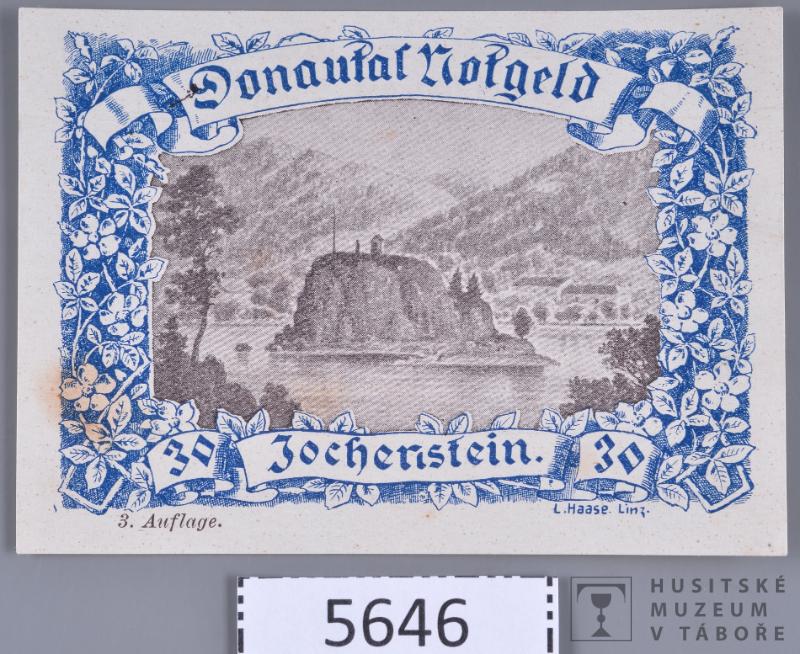 Donautal Notgeld
30 Jochenstein. 30
3. Auflage.
L. Haase. Linz.
5646
HUSITSKÉ
MUZEUM
V TÁBOŘE